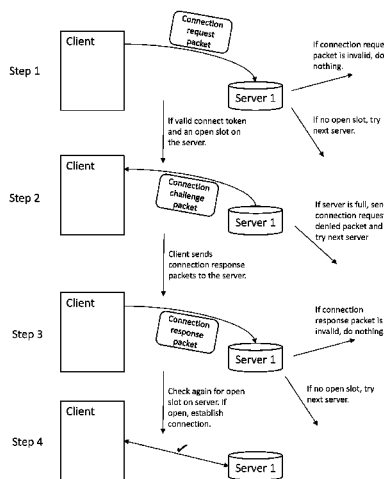 Client
Connection
request
packet
If connection reque
packet is invalid, do
nothing.
Step 1
Server 1
If valid connect token
and an open slot on
the server.
If no open slot, try
next server.
Client
Step 2
Connection
challenge
packet
Server 1
If server is full, sen
connection request
denied packet and
try next server
Client sends
connection response
packets to the server.
Client
Step 3
Connection
response
packet
If connection
response packet is
invalid, do nothing
Server 1
Check again for open
slot on server. If
open, establish
connection.
If no open slot, try
next server.
Client
Step 4
Server 1